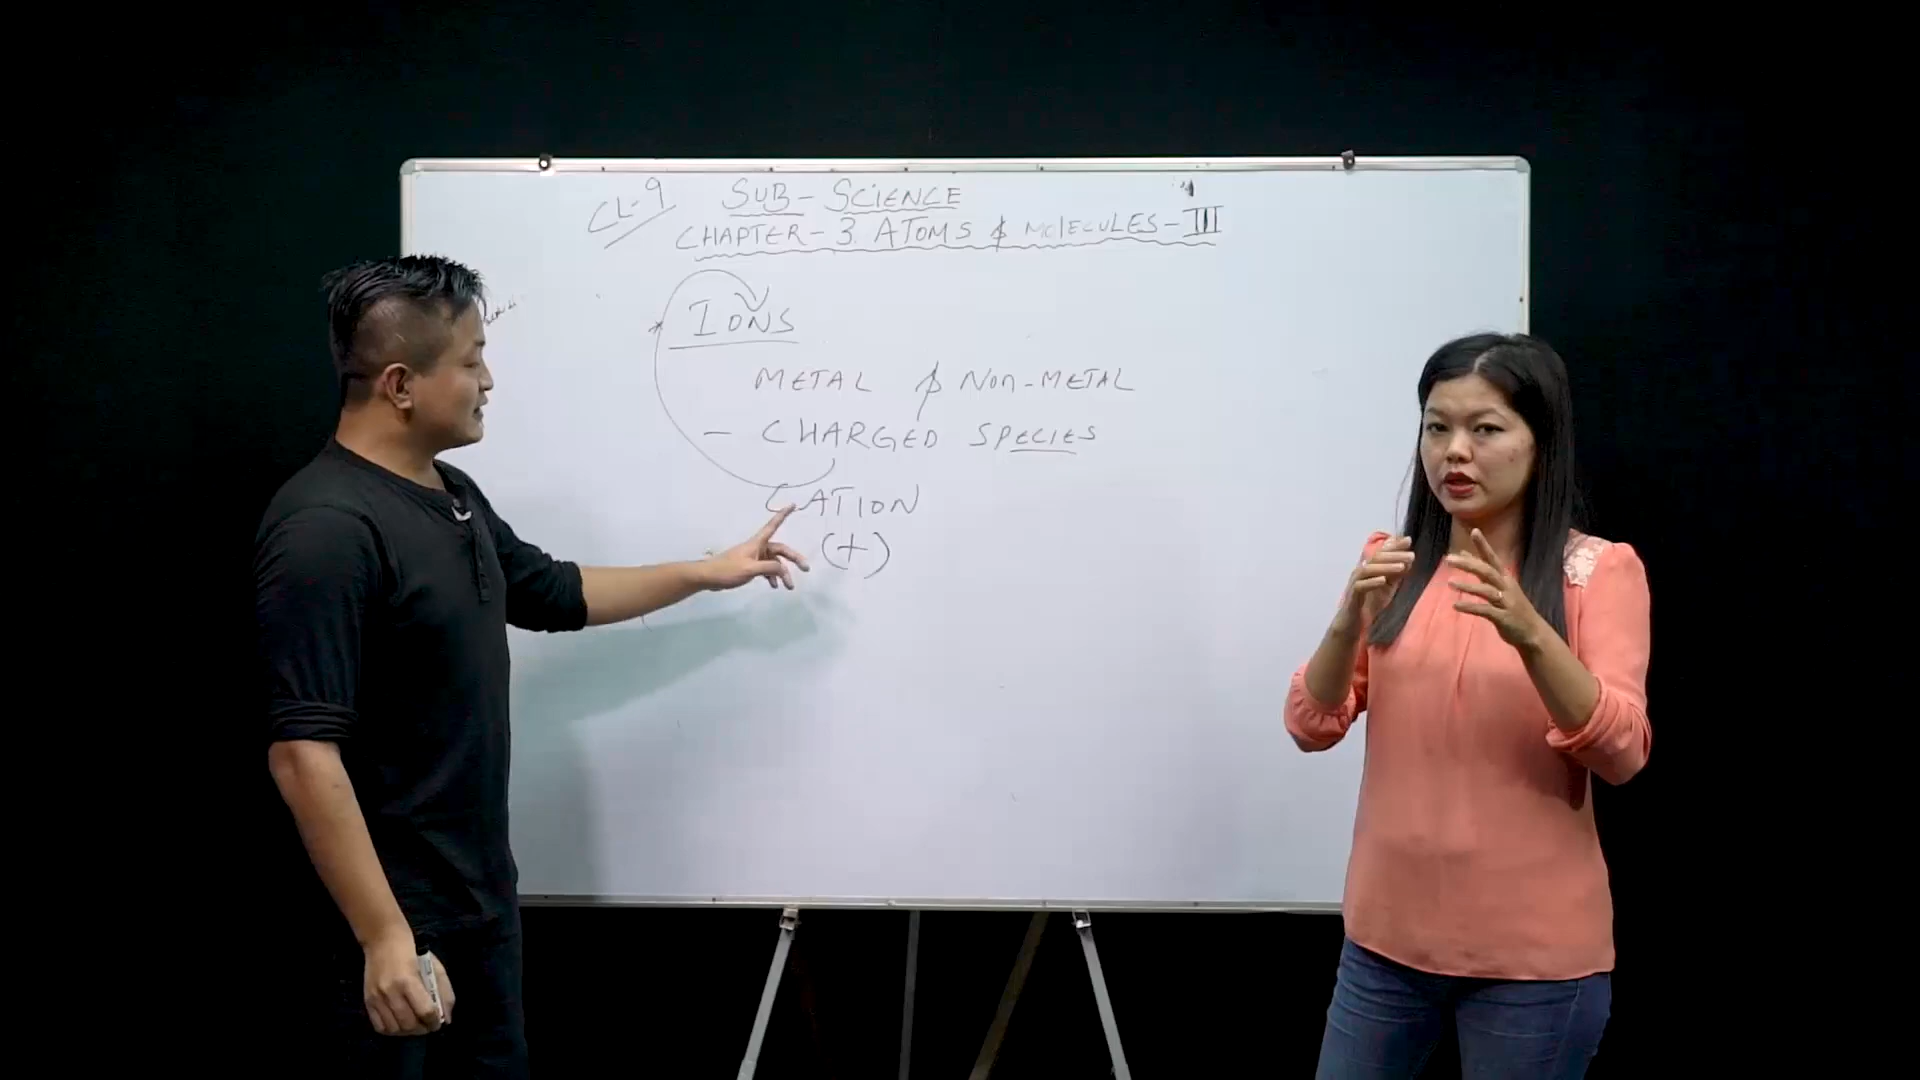 CL-9 SUB-SCIENCE
CHAPTER-3. ATOMS & MOLECULES-III
IONS
METAL & NON-METAL
- CHARGED SPECIES
CATION
(+)